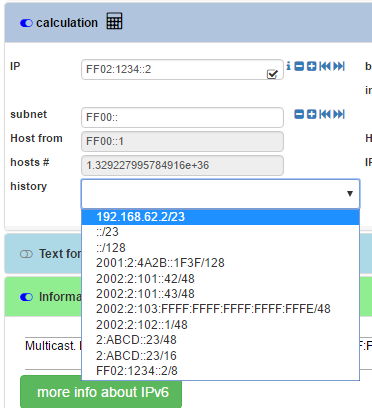 calculation
IP FF02:1234::2 b
in
subnet FF00::
Host from FF00::1 H
hosts # 1.329227995784916e+36 IP
history
192.168.62.2/23
::/23
::/128
2001:2:4A2B::1F3F/128
2002:2:101::42/48
2002:2:101::43/48
2002:2:103:FFFF:FFFF:FFFF:FFFF:FFFE/48
2002:2:102::1/48
2:ABCD::23/48
2:ABCD::23/16
FF02:1234::2/8
Text for
Informa
Multicast. F:F
more info about IPv6